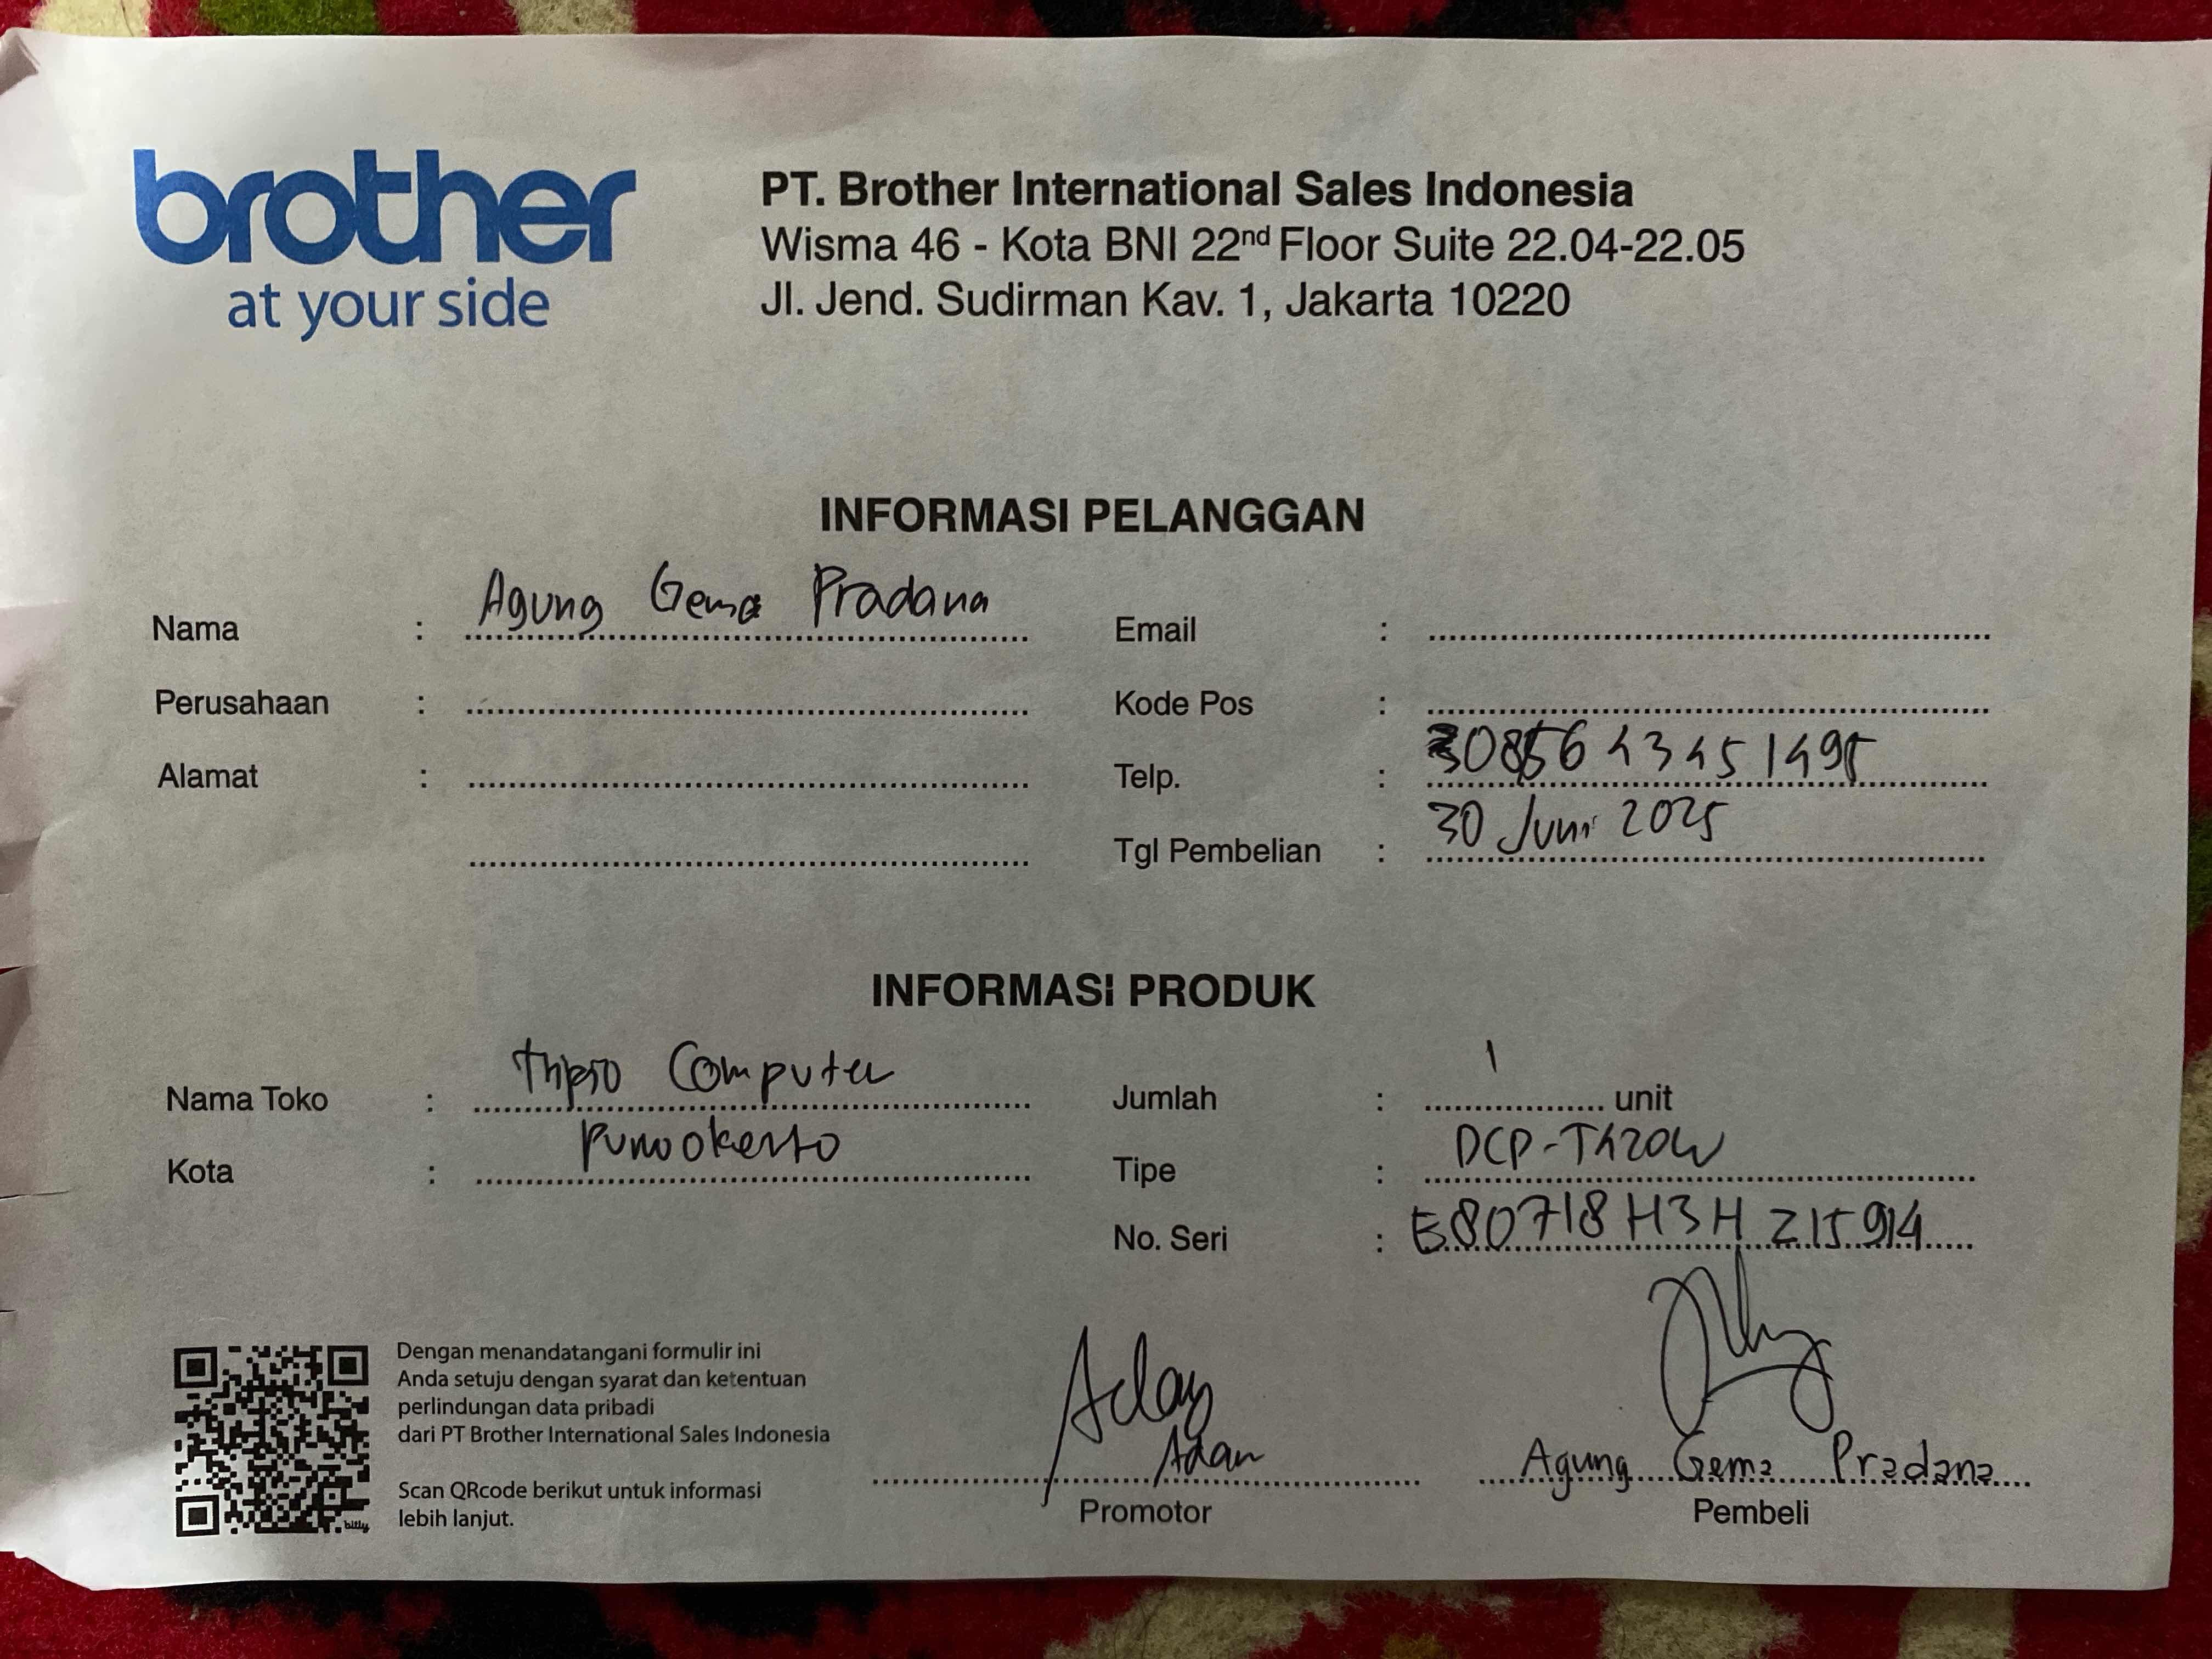 brother
at your side
PT. Brother International Sales Indonesia
Wisma 46 - Kota BNI 22nd Floor Suite 22.04-22.05
Jl. Jend. Sudirman Kav. 1, Jakarta 10220
INFORMASI PELANGGAN
Nama : Agung Gema Pradana
Email :
Perusahaan :
Kode Pos :
Alamat :
Telp. :
Tgl Pembelian : 30 Juni 2025
INFORMASI PRODUK
Nama Toko : Computer
Jumlah : 1 unit
Kota : Purwokerto
Tipe : DCP-T420W
No. Seri : E80718H3H215914
Dengan menandatangani formulir ini
Anda setuju dengan syarat dan ketentuan
perlindungan data pribadi
dari PT Brother International Sales Indonesia
Scan QRcode berikut untuk informasi
lebih lanjut.
bitly
Adan
Promotor
Agung Gema Pradana
Pembeli